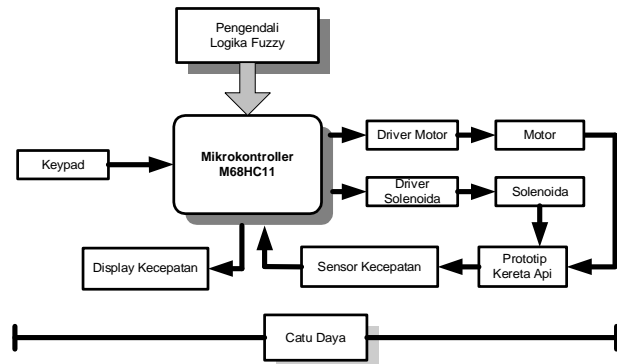 Pengendali
Logika Fuzzy
Mikrokontroller
M68HC11
Driver Motor
Motor
Keypad
Driver
Solenoida
Solenoida
Display Kecepatan
Sensor Kecepatan
Prototip
Kereta Api
Catu Daya